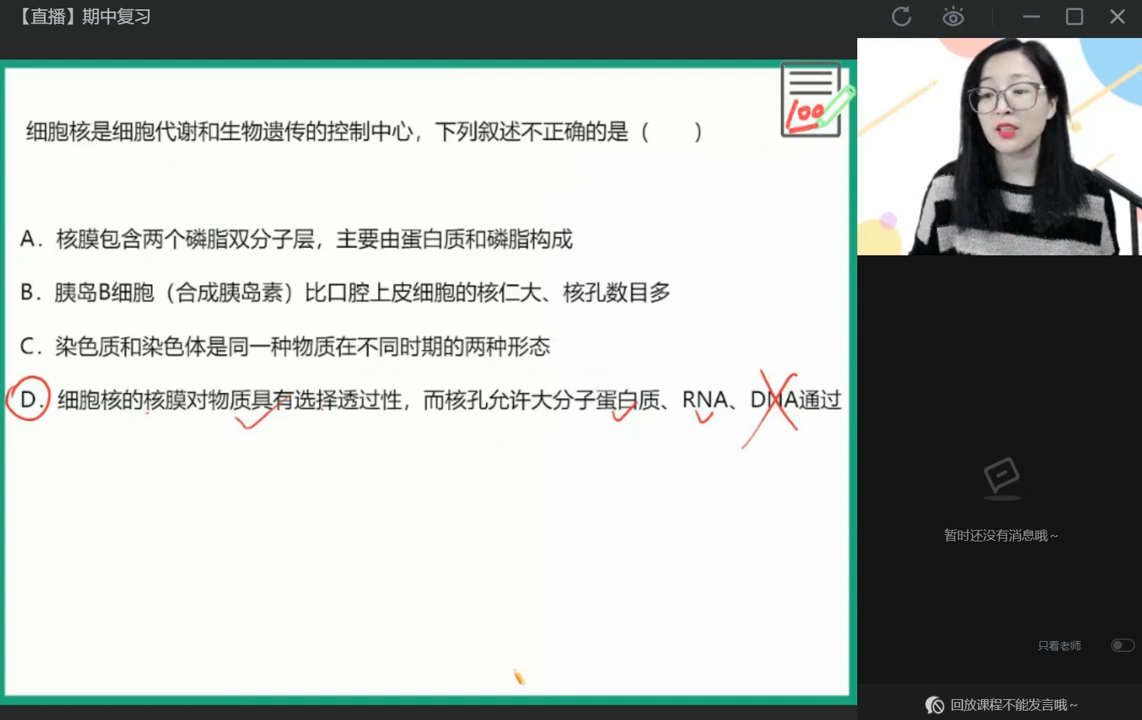 【直播】期中复习
100
细胞核是细胞代谢和生物遗传的控制中心，下列叙述不正确的是（　　）
A．核膜包含两个磷脂双分子层，主要由蛋白质和磷脂构成
B．胰岛B细胞（合成胰岛素）比口腔上皮细胞的核仁大、核孔数目多
C．染色质和染色体是同一种物质在不同时期的两种形态
D．细胞核的核膜对物质具有选择透过性，而核孔允许大分子蛋白质、RNA、DNA通过
暂时还没有消息哦～
只看老师
回放课程不能发言哦～